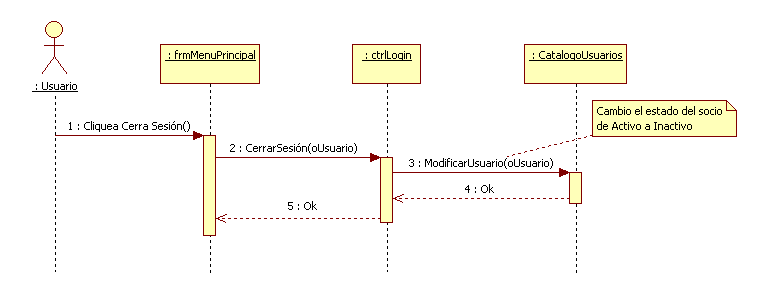 : Usuario
: frmMenuPrincipal
: ctrlLogin
: CatalogoUsuarios
Cambio el estado del socio
de Activo a Inactivo
1 : Cliquea Cerra Sesión()
2 : CerrarSesión(oUsuario)
3 : ModificarUsuario(oUsuario)
4 : Ok
5 : Ok